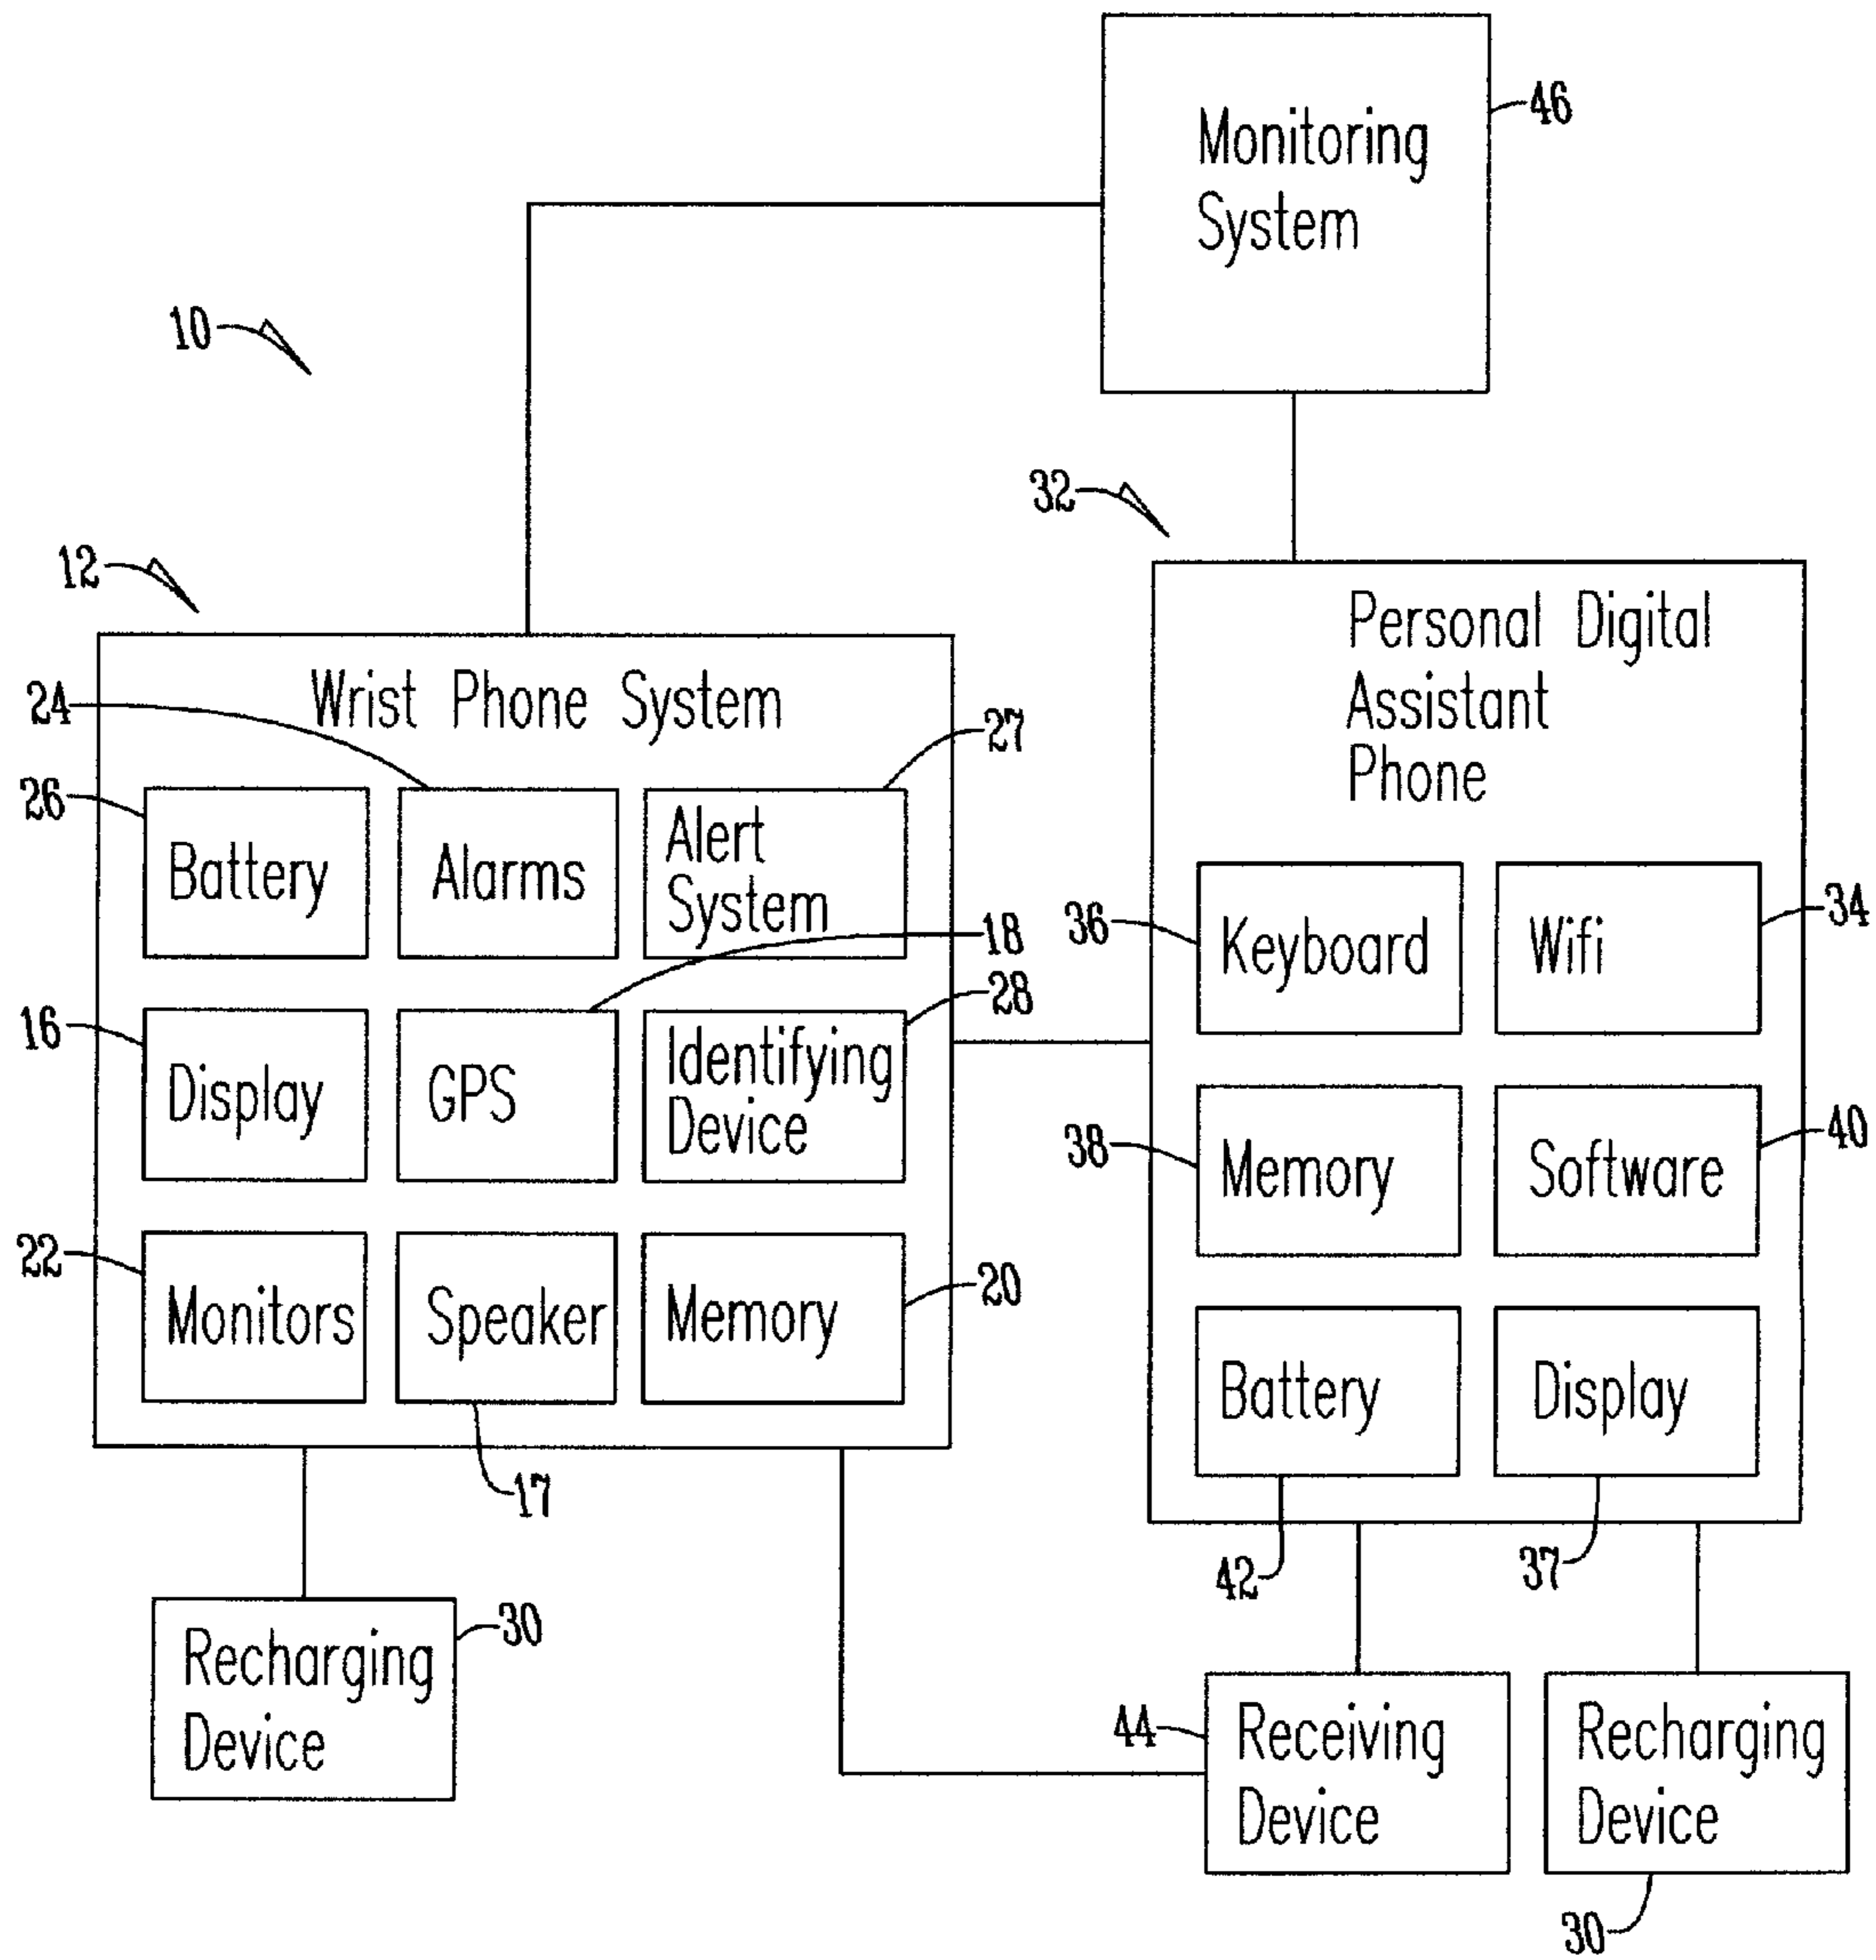 Monitoring
System
46
10
32
12
Wrist Phone System
24
27
26
Battery
Alarms
Alert
System
18
16
Display
GPS
Identifying
Device
28
22
Monitors
Speaker
Memory
20
17
Personal Digital
Assistant
Phone
36
Keyboard
Wifi
34
38
Memory
Software
40
Battery
Display
42
37
Recharging
Device
30
44
Receiving
Device
Recharging
Device
30